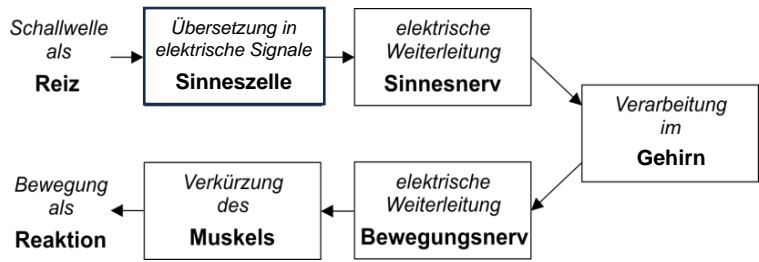 Schallwelle
als
Reiz
Übersetzung in
elektrische Signale
Sinneszelle
elektrische
Weiterleitung
Sinnesnerv
Verarbeitung
im
Gehirn
elektrische
Weiterleitung
Bewegungsnerv
Verkürzung
des
Muskels
Bewegung
als
Reaktion